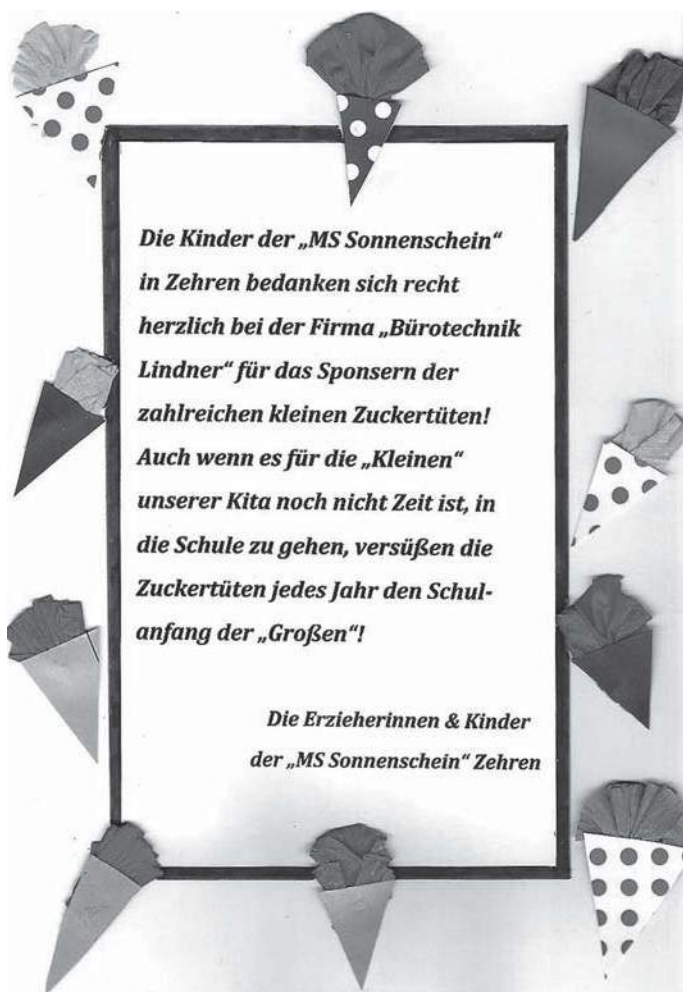 Die Kinder der „MS Sonnenschein“
in Zehren bedanken sich recht
herzlich bei der Firma „Bürotechnik
Lindner“ für das Sponsern der
zahlreichen kleinen Zuckertüten!
Auch wenn es für die „Kleinen“
unserer Kita noch nicht Zeit ist, in
die Schule zu gehen, versüßen die
Zuckertüten jedes Jahr den Schul-
anfang der „Großen“!
Die Erzieherinnen & Kinder
der „MS Sonnenschein“ Zehren